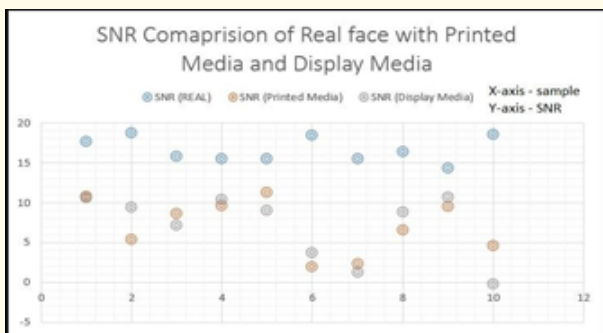 SNR Comaprision of Real face with Printed
Media and Display Media
SNR (REAL) SNR (Printed Media) SNR (Display Media)
X-axis - sample
Y-axis - SNR
20
15
10
5
0
-5
0 2 4 6 8 10 12